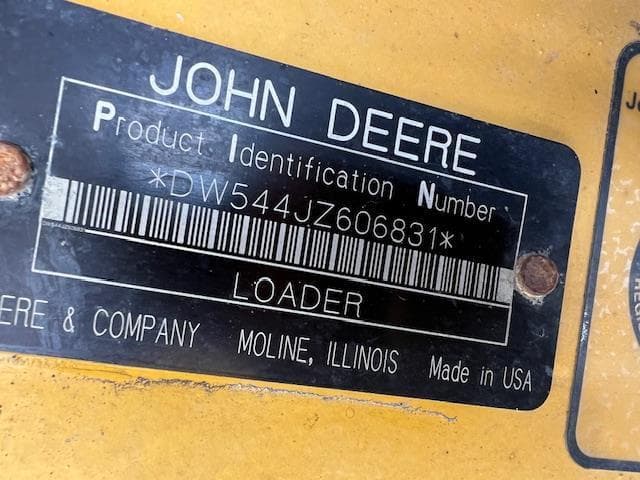 JOHN DEERE
Product Identification Number
*DW544JZ606831*
LOADER
ERE & COMPANY MOLINE, ILLINOIS Made in USA